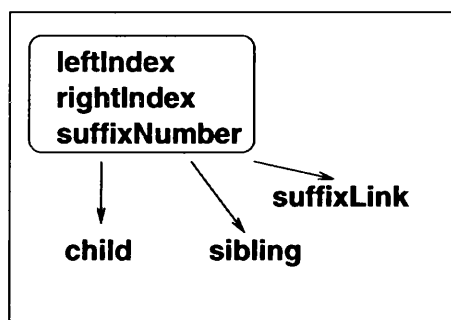 leftIndex
rightIndex
suffixNumber
suffixLink
child sibling